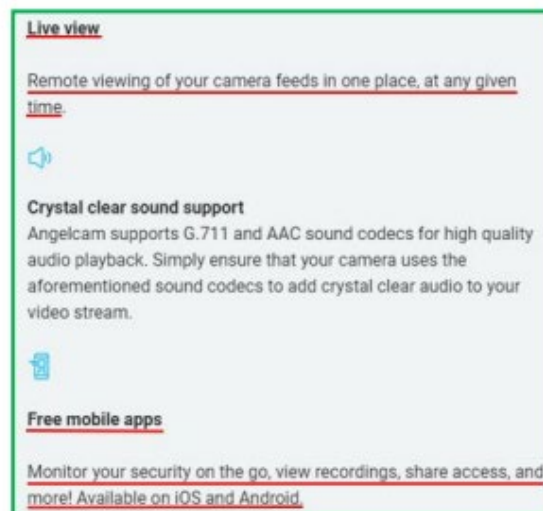 Live view
Remote viewing of your camera feeds in one place, at any given
time.
Crystal clear sound support
Angelcam supports G.711 and AAC sound codecs for high quality
audio playback. Simply ensure that your camera uses the
aforementioned sound codecs to add crystal clear audio to your
video stream.
Free mobile apps
Monitor your security on the go, view recordings, share access, and
more! Available on iOS and Android.